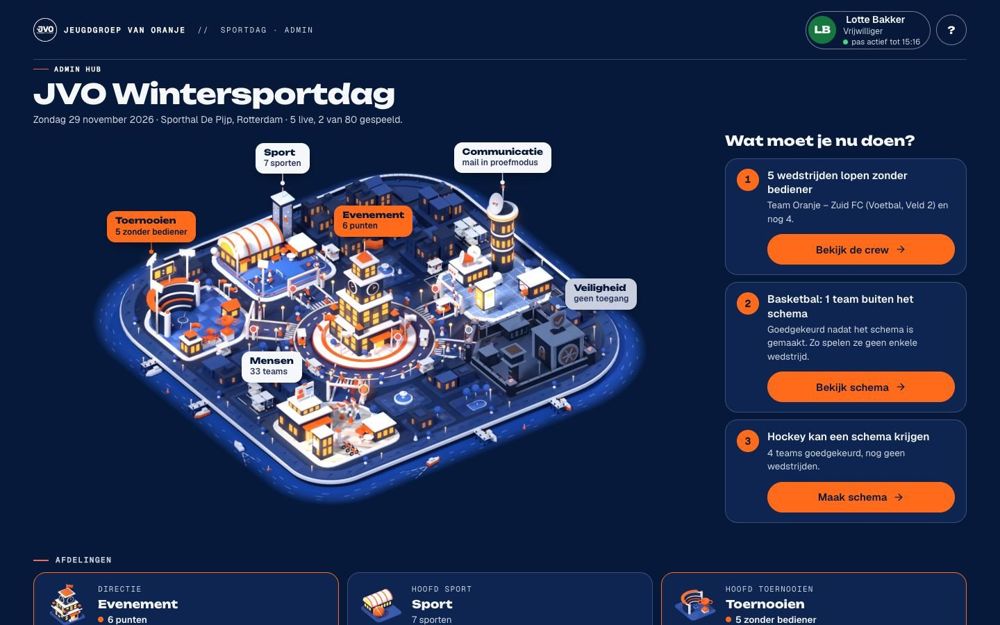 JVO JEUGDGROEP VAN ORANJE // SPORTDAG · ADMIN
LB
Lotte Bakker
Vrijwilliger
pas actief tot 15:16
?
ADMIN HUB
JVO Wintersportdag
Zondag 29 november 2026 · Sporthal De Pijp, Rotterdam · 5 live, 2 van 80 gespeeld.
Sport
7 sporten
Communicatie
mail in proefmodus
Toernooien
5 zonder bediener
Evenement
6 punten
Veiligheid
geen toegang
Mensen
33 teams
Wat moet je nu doen?
1
5 wedstrijden lopen zonder
bediener
Team Oranje – Zuid FC (Voetbal, Veld 2) en
nog 4.
Bekijk de crew →
2
Basketbal: 1 team buiten het
schema
Goedgekeurd nadat het schema is
gemaakt. Zo spelen ze geen enkele
wedstrijd.
Bekijk schema →
3
Hockey kan een schema krijgen
4 teams goedgekeurd, nog geen
wedstrijden.
Maak schema →
AFDELINGEN
DIRECTIE
Evenement
6 punten
HOOFD SPORT
Sport
7 sporten
HOOFD TOERNOOIEN
Toernooien
5 zonder bediener